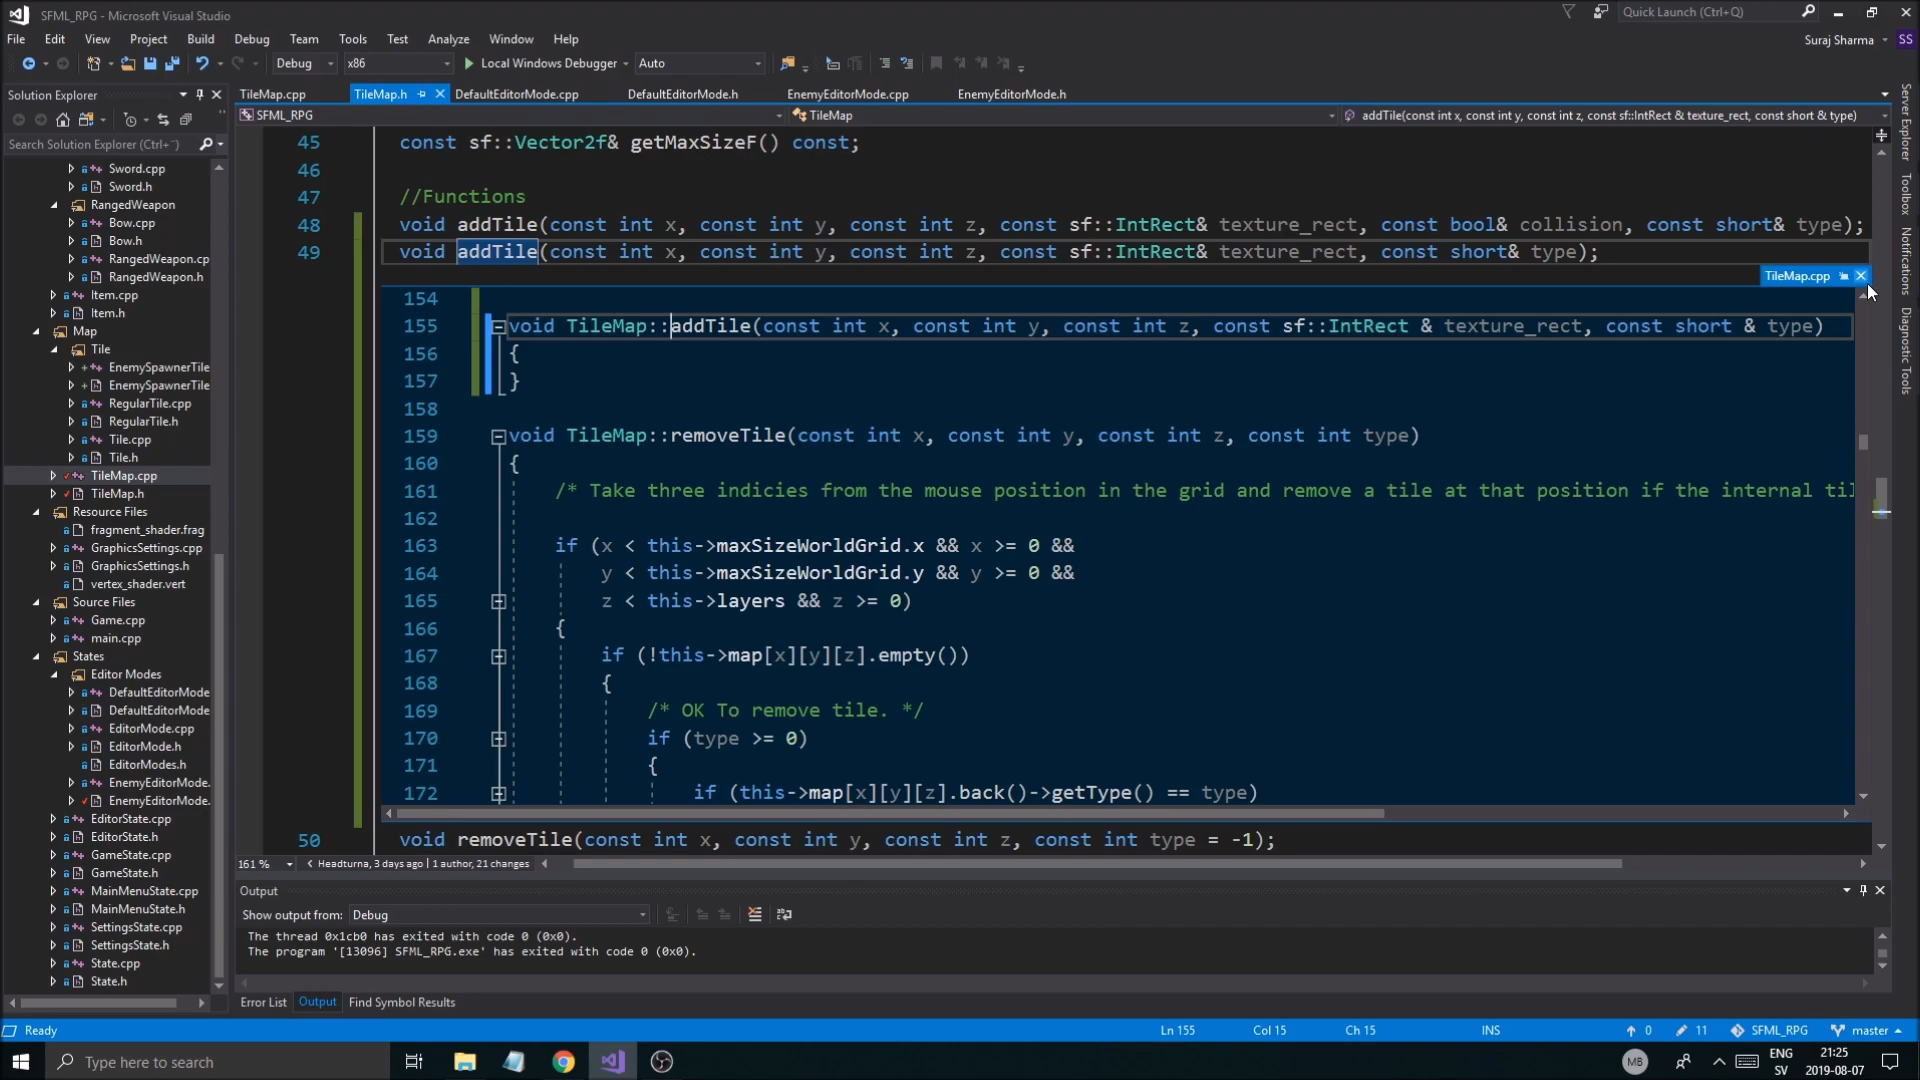 SFML_RPG - Microsoft Visual Studio
Quick Launch (Ctrl+Q)
File Edit View Project Build Debug Team Tools Test Analyze Window Help
Suraj Sharma SS
Debug x86 Local Windows Debugger Auto
Solution Explorer
Search Solution Explorer (Ctrl+¨)
Sword.cpp
Sword.h
RangedWeapon
Bow.cpp
Bow.h
RangedWeapon.cp
RangedWeapon.h
Item.cpp
Item.h
Map
Tile
EnemySpawnerTile
EnemySpawnerTile
RegularTile.cpp
RegularTile.h
Tile.cpp
Tile.h
TileMap.cpp
TileMap.h
Resource Files
fragment_shader.frag
GraphicsSettings.cpp
GraphicsSettings.h
vertex_shader.vert
Source Files
Game.cpp
main.cpp
States
Editor Modes
DefaultEditorMode
DefaultEditorMode
EditorMode.cpp
EditorMode.h
EditorModes.h
EnemyEditorMode.
EnemyEditorMode.
EditorState.cpp
EditorState.h
GameState.cpp
GameState.h
MainMenuState.cpp
MainMenuState.h
SettingsState.cpp
SettingsState.h
State.cpp
State.h
TileMap.cpp TileMap.h DefaultEditorMode.cpp DefaultEditorMode.h EnemyEditorMode.cpp EnemyEditorMode.h
SFML_RPG TileMap addTile(const int x, const int y, const int z, const sf::IntRect & texture_rect, const short & type)
45 const sf::Vector2f& getMaxSizeF() const;
46
47 //Functions
48 void addTile(const int x, const int y, const int z, const sf::IntRect& texture_rect, const bool& collision, const short& type);
49 void addTile(const int x, const int y, const int z, const sf::IntRect& texture_rect, const short& type);
TileMap.cpp
154
155 void TileMap::addTile(const int x, const int y, const int z, const sf::IntRect & texture_rect, const short & type)
156 {
157 }
158
159 void TileMap::removeTile(const int x, const int y, const int z, const int type)
160 {
161 /* Take three indicies from the mouse position in the grid and remove a tile at that position if the internal til
162
163 if (x < this->maxSizeWorldGrid.x && x >= 0 &&
164 y < this->maxSizeWorldGrid.y && y >= 0 &&
165 z < this->layers && z >= 0)
166 {
167 if (!this->map[x][y][z].empty())
168 {
169 /* OK To remove tile. */
170 if (type >= 0)
171 {
172 if (this->map[x][y][z].back()->getType() == type)
50 void removeTile(const int x, const int y, const int z, const int type = -1);
161 % Headturna, 3 days ago | 1 author, 21 changes
Output
Show output from: Debug
The thread 0x1cb0 has exited with code 0 (0x0).
The program '[13096] SFML_RPG.exe' has exited with code 0 (0x0).
Error List Output Find Symbol Results
Server Explorer
Toolbox
Notifications
Diagnostic Tools
Ready Ln 155 Col 15 Ch 15 INS 0 11 SFML_RPG master
Type here to search
MB
ENG
SV
21:25
2019-08-07